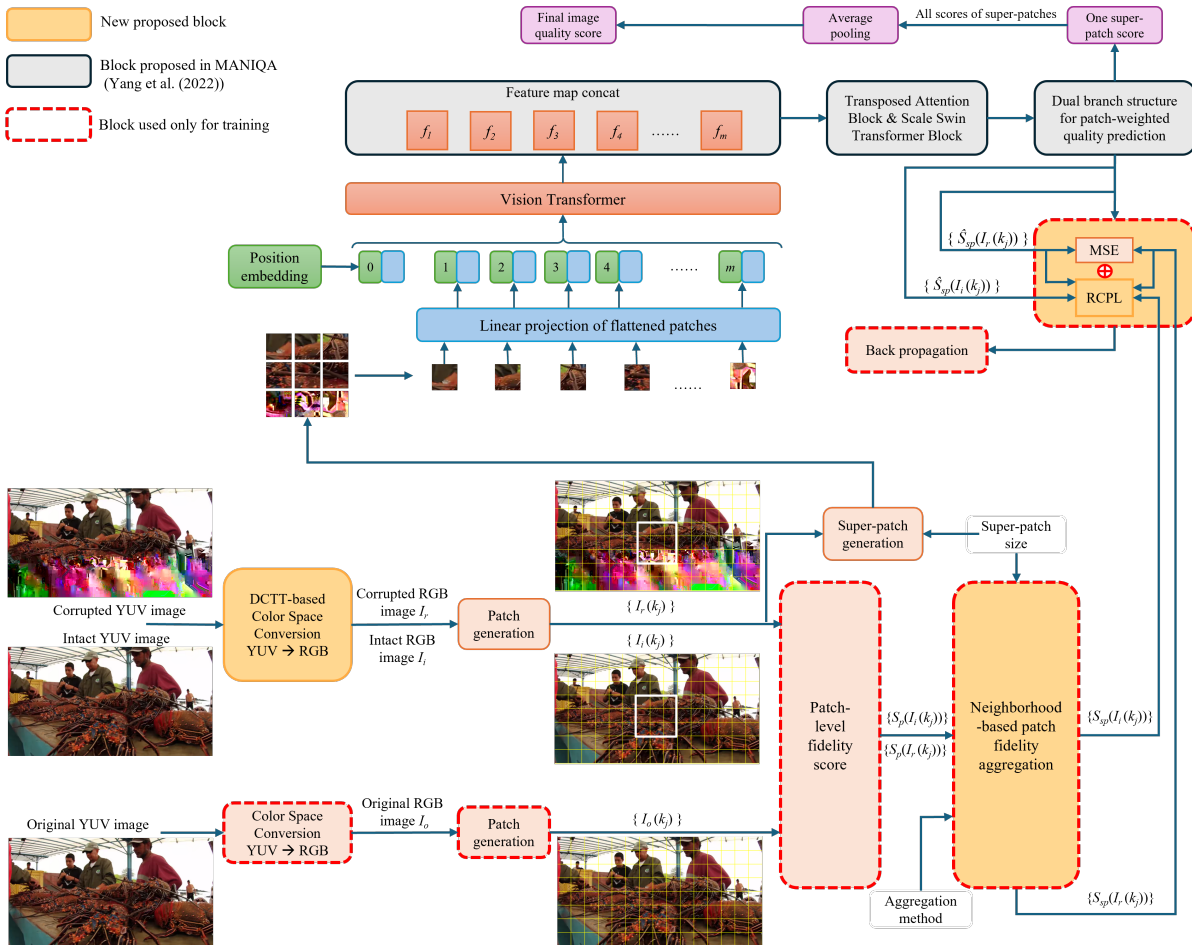 New proposed block
Block proposed in MANIQA
(Yang et al. (2022))
Block used only for training
Final image
quality score
Average
pooling
All scores of super-patches
One super-
patch score
Feature map concat
f1 f2 f3 f4 ...... fm
Transposed Attention
Block & Scale Swin
Transformer Block
Dual branch structure
for patch-weighted
quality prediction
Vision Transformer
Position
embedding
0 1 2 3 4 ...... m
Linear projection of flattened patches
......
{ Ŝsp(Ir (kj)) }
{ Ŝsp(Ii (kj)) }
MSE
RCPL
Back propagation
Super-patch
generation
Super-patch
size
Corrupted YUV image
Intact YUV image
DCTT-based
Color Space
Conversion
YUV → RGB
Corrupted RGB
image Ir
Intact RGB
image Ii
Patch
generation
{ Ir (kj) }
{ Ii (kj) }
Patch-
level
fidelity
score
{Sp(Ii (kj))}
{Sp(Ir (kj))}
Neighborhood
-based patch
fidelity
aggregation
{Ssp(Ii (kj))}
{Ssp(Ir (kj))}
Original YUV image
Color Space
Conversion
YUV → RGB
Original RGB
image Io
Patch
generation
{ Io (kj) }
Aggregation
method